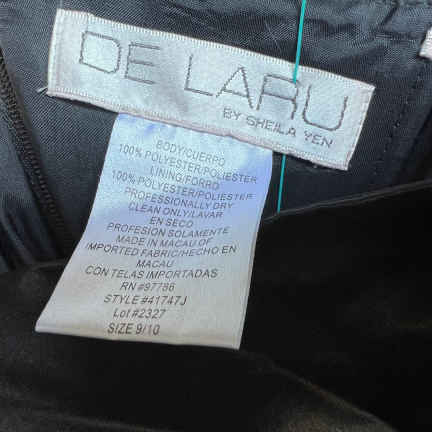 DE LARU
BY SHEILA YEN
BODY/CUERPO
100% POLYESTER/POLIESTER
LINING/FORRO
100% POLYESTER/POLIESTER
PROFESSIONALLY DRY
CLEAN ONLY/LAVAR
EN SECO
PROFESION SOLAMENTE
MADE IN MACAU OF
IMPORTED FABRIC/HECHO EN
MACAU
CON TELAS IMPORTADAS
RN #97786
STYLE #41747J
Lot #2327
SIZE 9/10